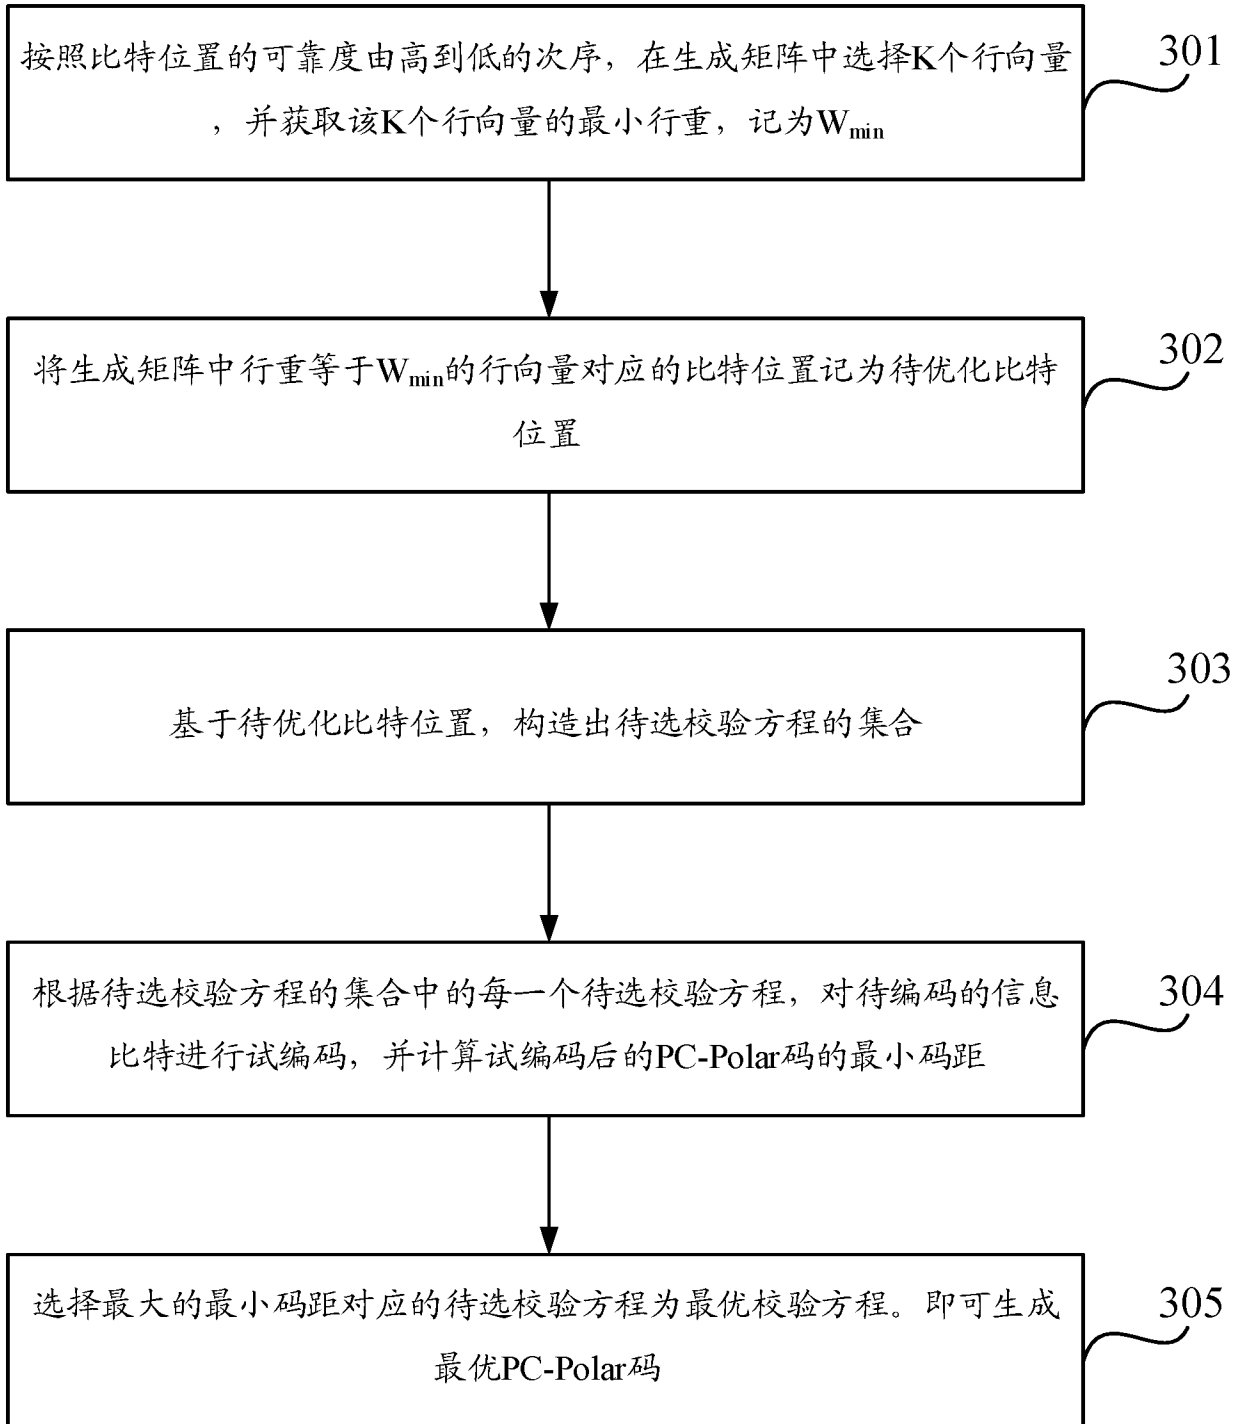 按照比特位置的可靠度由高到低的次序，在生成矩阵中选择K个行向量
，并获取该K个行向量的最小行重，记为Wmin
301
将生成矩阵中行重等于Wmin的行向量对应的比特位置记为待优化比特
位置
302
基于待优化比特位置，构造出待选校验方程的集合
303
根据待选校验方程的集合中的每一个待选校验方程，对待编码的信息
比特进行试编码，并计算试编码后的PC-Polar码的最小码距
304
选择最大的最小码距对应的待选校验方程为最优校验方程。即可生成
最优PC-Polar码
305